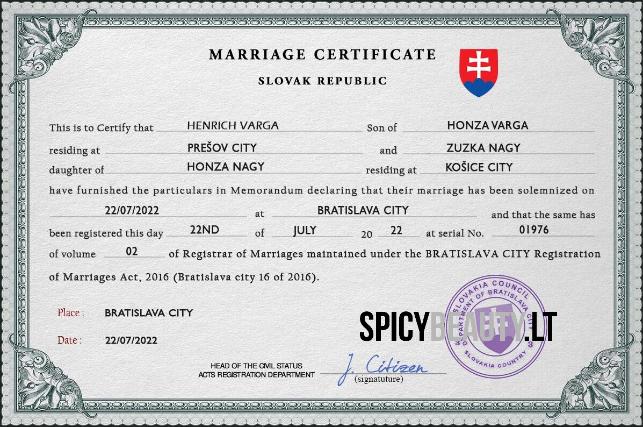 MARRIAGE CERTIFICATE
SLOVAK REPUBLIC
This is to Certify that HENRICH VARGA Son of HONZA VARGA
residing at PREŠOV CITY and ZUZKA NAGY
daughter of HONZA NAGY residing at KOŠICE CITY
have furnished the particulars in Memorandum declaring that their marriage has been solemnized on
22/07/2022 at BRATISLAVA CITY and that the same has
been registered this day 22ND of JULY 20 22 at serial No. 01976
of volume 02 of Registrar of Marriages maintained under the BRATISLAVA CITY Registration
of Marriages Act, 2016 (Bratislava city 16 of 2016).
Place : BRATISLAVA CITY
Date : 22/07/2022
SLOVAKIA COUNCIL
DEPARTMENT OF BRATISLAVA CITY
SLOVAKIA COUNTRY
SPICYBEAUTY.LT
HEAD OF THE CIVIL STATUS
ACTS REGISTRATION DEPARTMENT
J. Citizen
(signatuture)